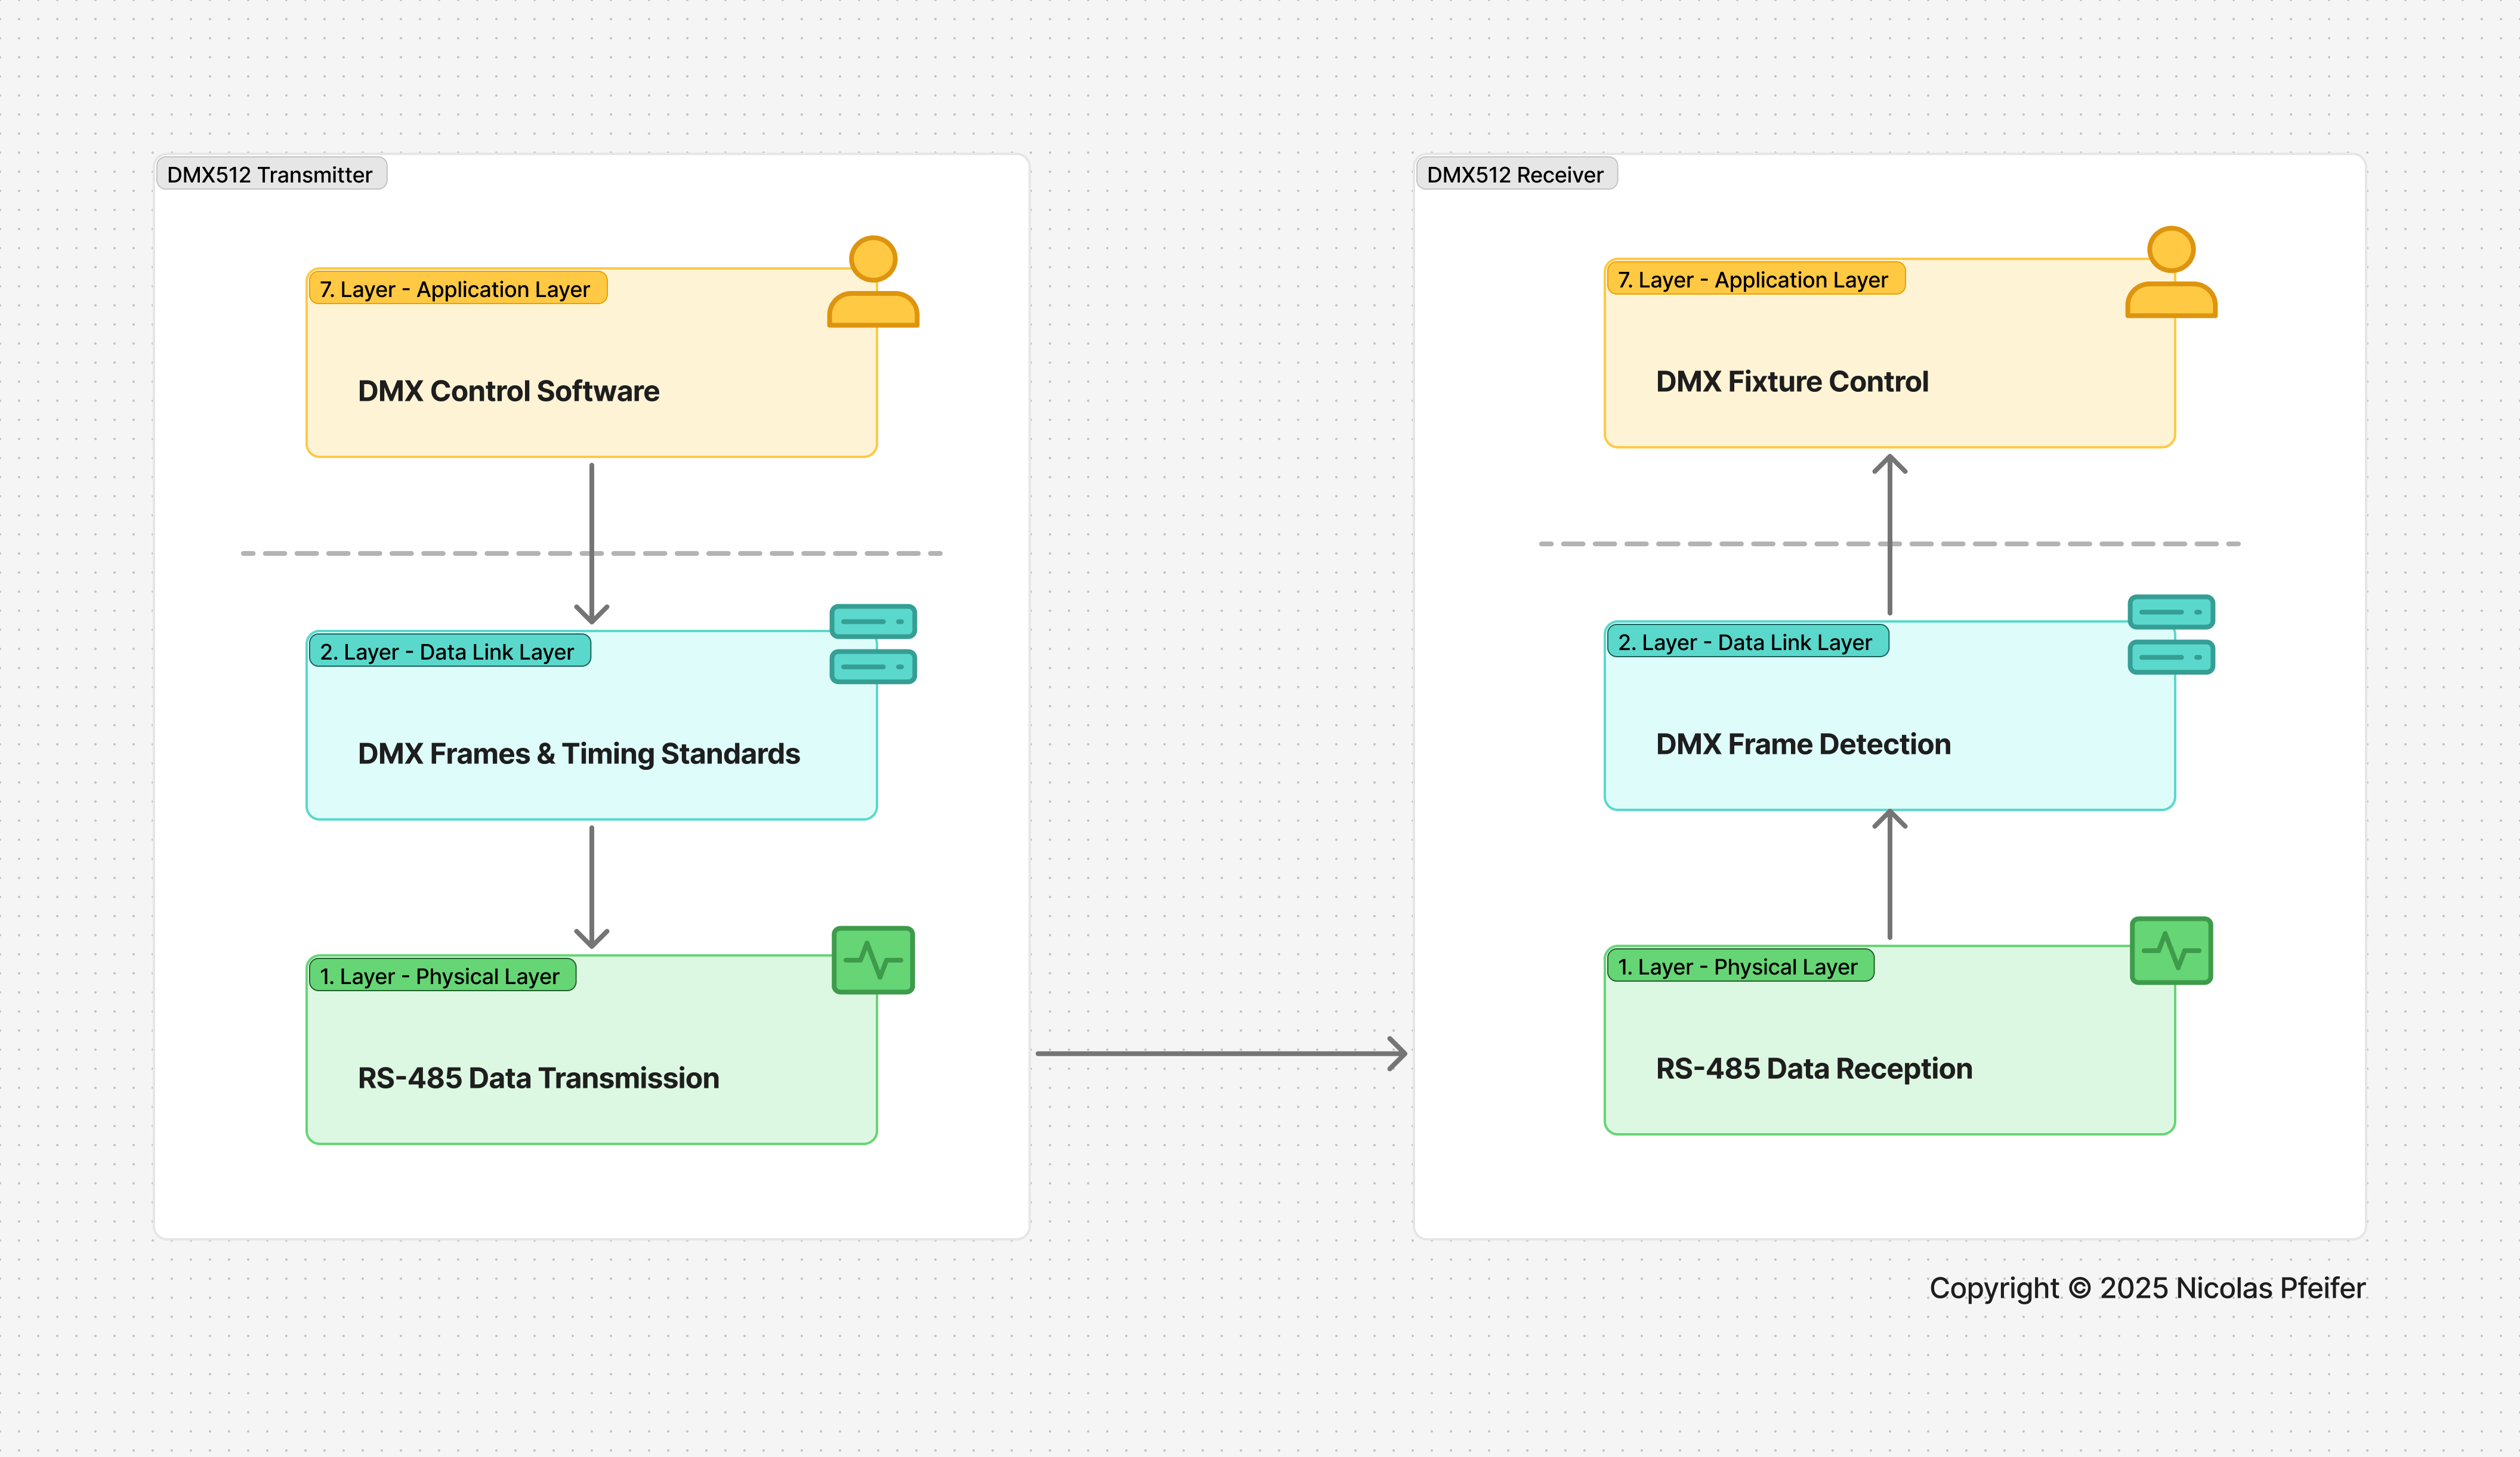 DMX512 Transmitter
7. Layer - Application Layer
DMX Control Software
2. Layer - Data Link Layer
DMX Frames & Timing Standards
1. Layer - Physical Layer
RS-485 Data Transmission
DMX512 Receiver
7. Layer - Application Layer
DMX Fixture Control
2. Layer - Data Link Layer
DMX Frame Detection
1. Layer - Physical Layer
RS-485 Data Reception
Copyright © 2025 Nicolas Pfeifer